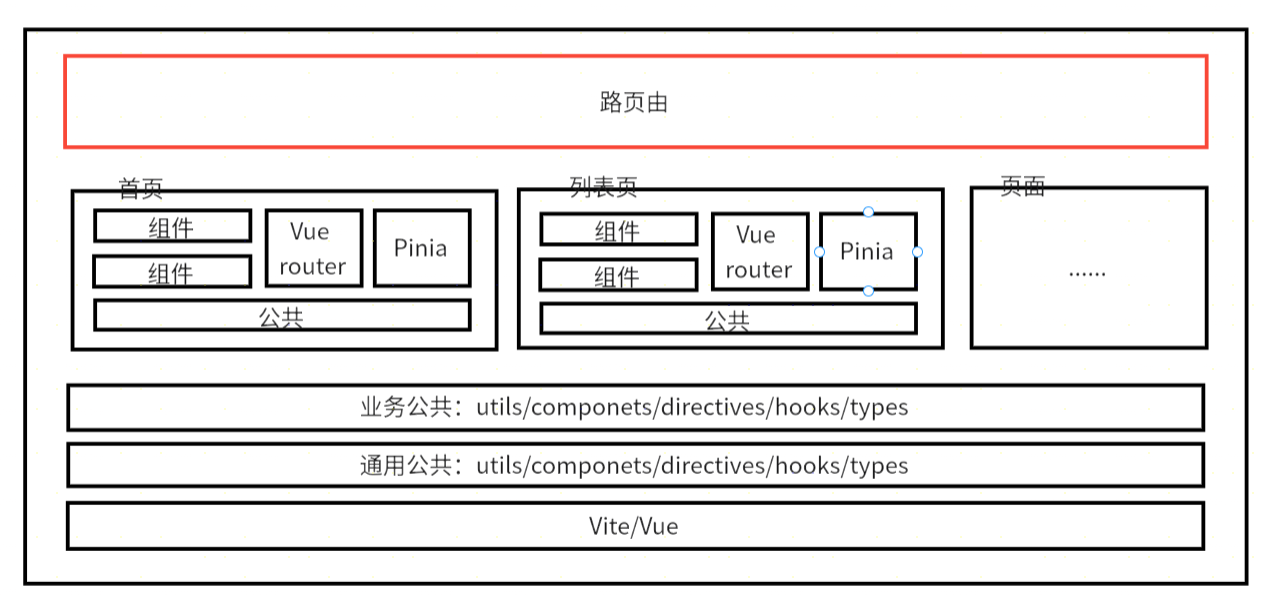 路页由
首页
列表页
页面
组件
组件
Vue
router
Pinia
公共
组件
组件
Vue
router
Pinia
公共
......
业务公共：utils/componets/directives/hooks/types
通用公共：utils/componets/directives/hooks/types
Vite/Vue